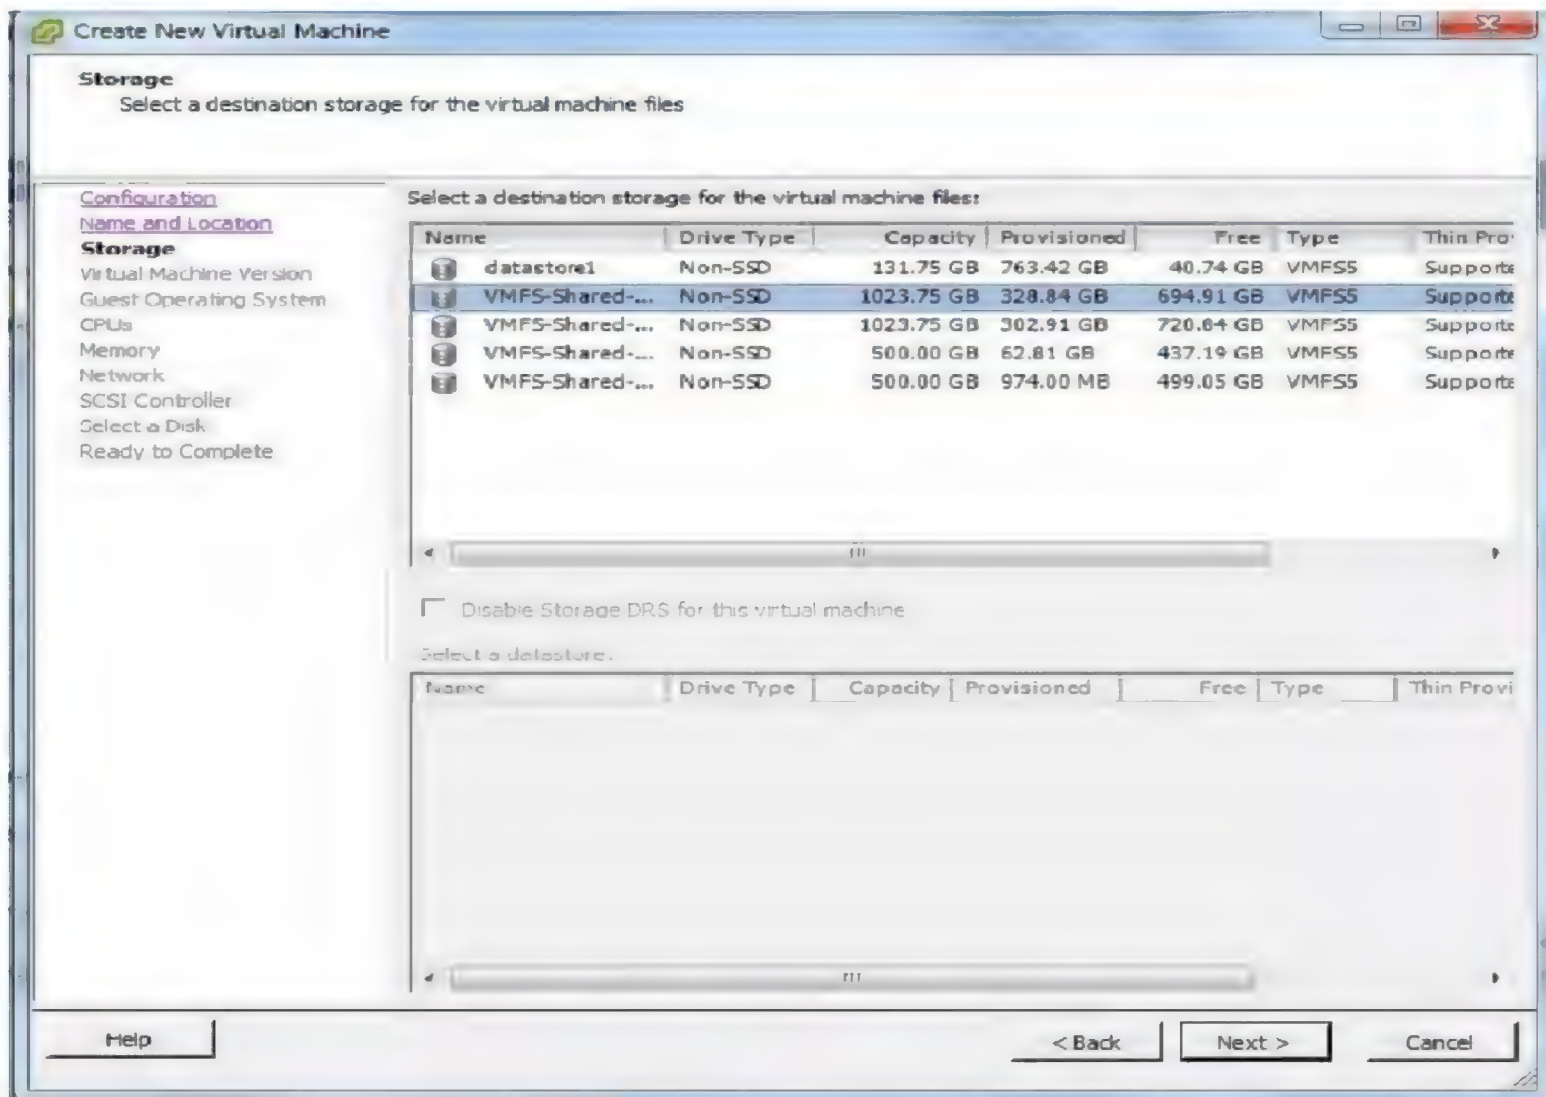 Create New Virtual Machine
Storage
Select a destination storage for the virtual machine files
Configuration
Name and Location
Storage
Virtual Machine Version
Guest Operating System
CPUs
Memory
Network
SCSI Controller
Select a Disk
Ready to Complete
Select a destination storage for the virtual machine files:
Name Drive Type Capacity Provisioned Free Type Thin Pro
datastore1 Non-SSD 131.75 GB 763.42 GB 40.74 GB VMFS5 Supporte
VMFS-Shared-... Non-SSD 1023.75 GB 328.84 GB 694.91 GB VMFS5 Supporte
VMFS-Shared-... Non-SSD 1023.75 GB 302.91 GB 720.84 GB VMFS5 Supporte
VMFS-Shared-... Non-SSD 500.00 GB 62.81 GB 437.19 GB VMFS5 Supporte
VMFS-Shared-... Non-SSD 500.00 GB 974.00 MB 499.05 GB VMFS5 Supporte
Disable Storage DRS for this virtual machine
Select a datastore:
Name Drive Type Capacity Provisioned Free Type Thin Provi
Help
< Back
Next >
Cancel